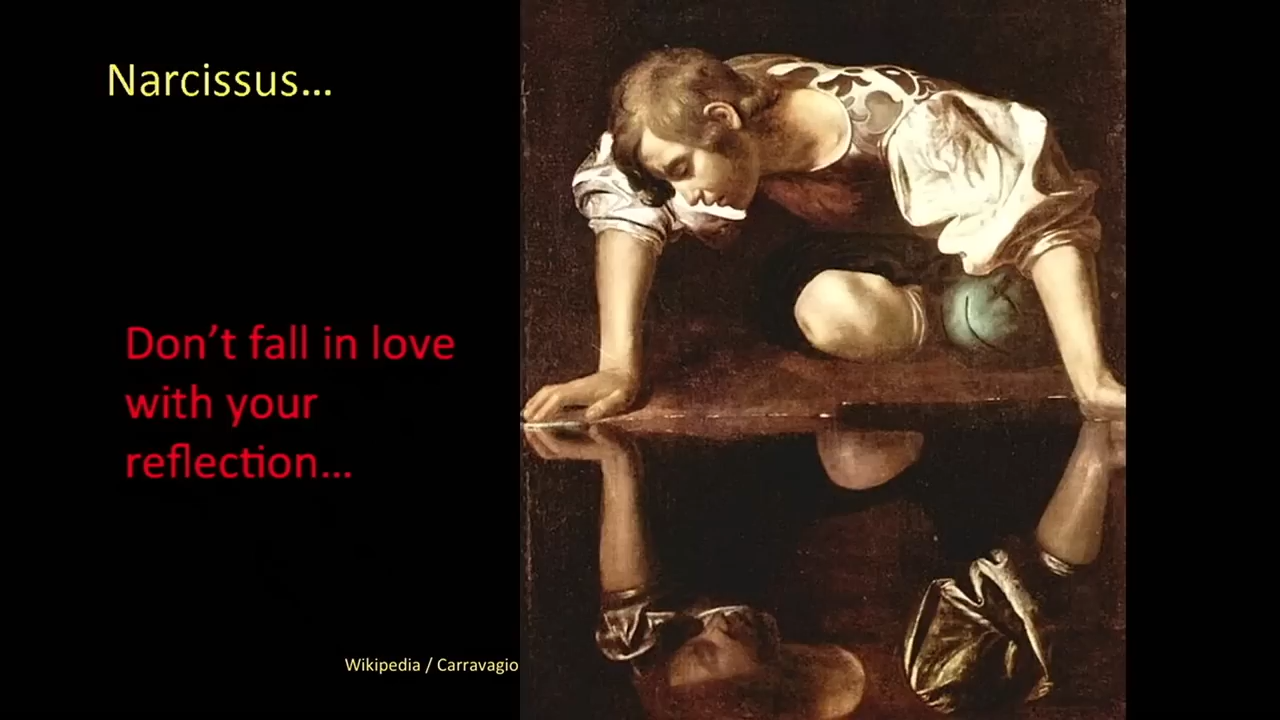 Narcissus...
Don't fall in love
with your
reflection...
Wikipedia / Carravagio